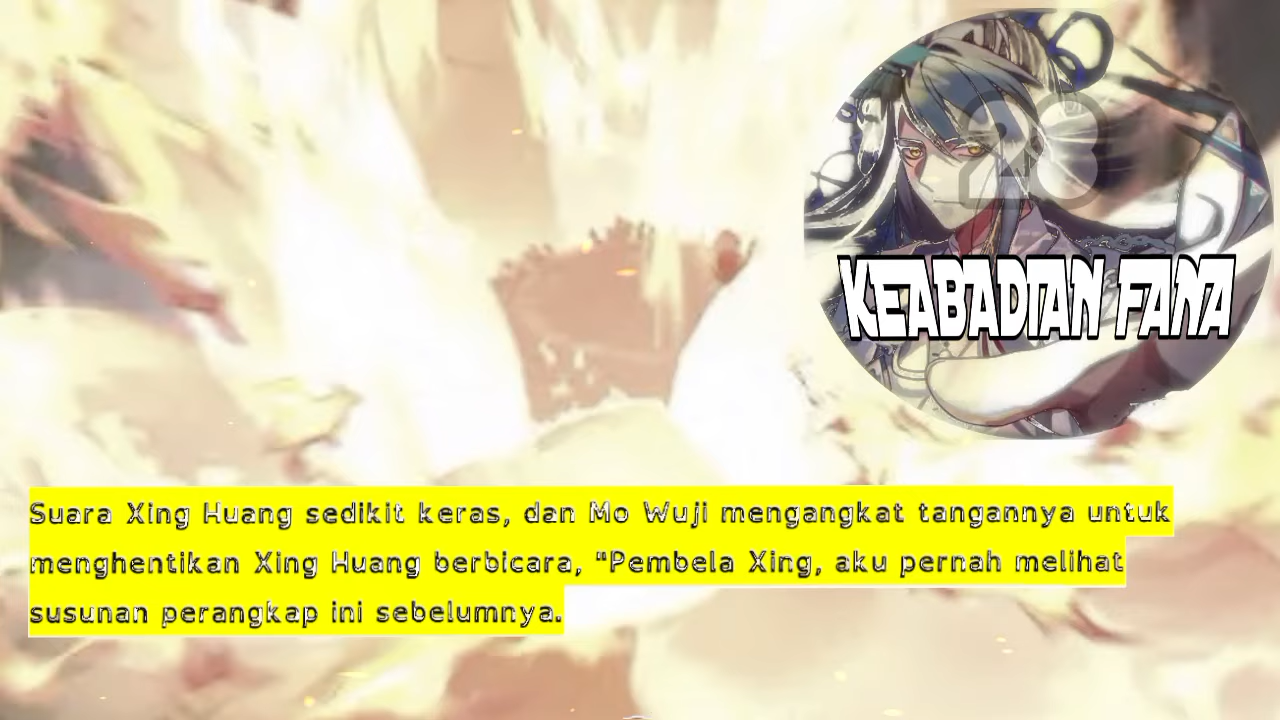 28
KEABADIAN FANA
Suara Xing Huang sedikit keras, dan Mo Wuji mengangkat tangannya untuk
menghentikan Xing Huang berbicara, "Pembela Xing, aku pernah melihat
susunan perangkap ini sebelumnya.